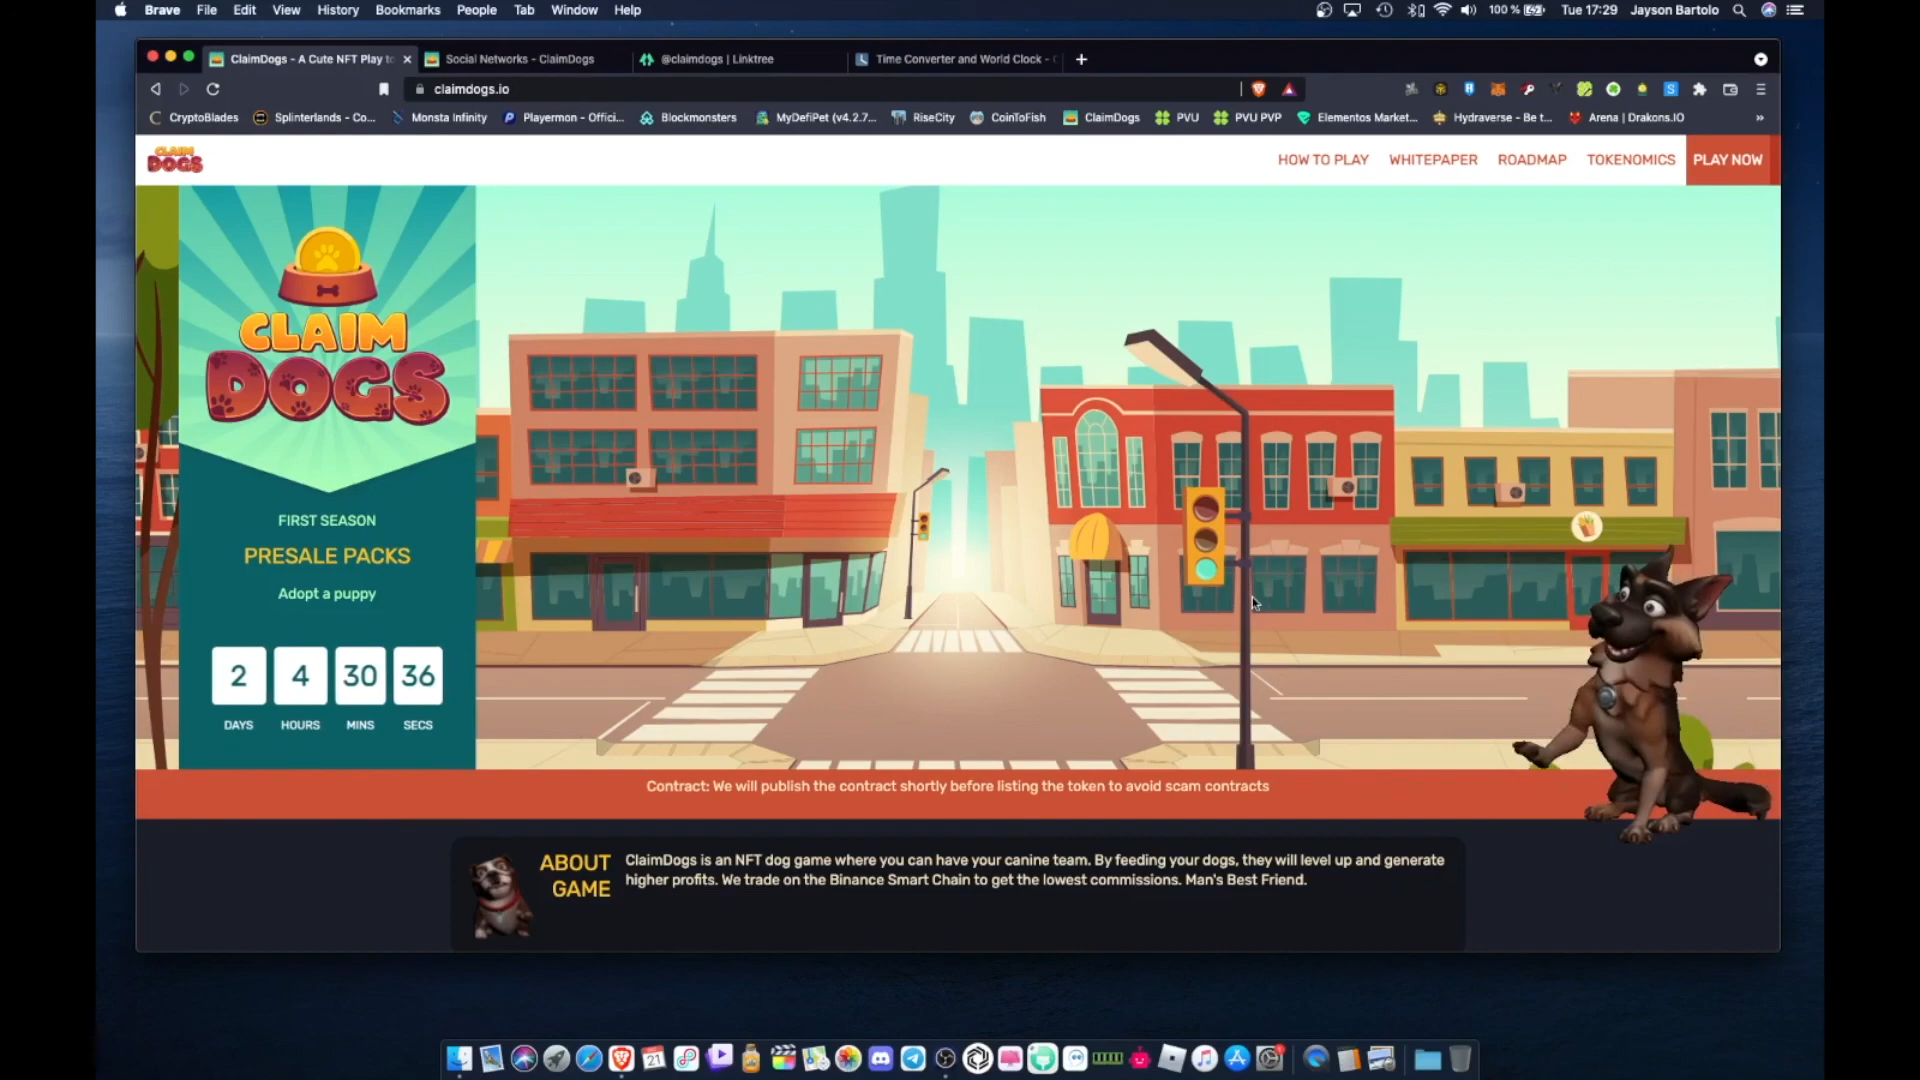 Brave File Edit View History Bookmarks People Tab Window Help
100 % Tue 17:29 Jayson Bartolo
ClaimDogs - A Cute NFT Play to
Social Networks - ClaimDogs
@claimdogs | Linktree
Time Converter and World Clock -
claimdogs.io
CryptoBlades Splinterlands - Co... Monsta Infinity Playermon - Offici... Blockmonsters MyDefiPet (v4.2.7... RiseCity CoinToFish ClaimDogs PVU PVU PVP Elementos Market... Hydraverse - Be t... Arena | Drakons.IO »
CLAIM
DOGS
HOW TO PLAY WHITEPAPER ROADMAP TOKENOMICS PLAY NOW
CLAIM
DOGS
FIRST SEASON
PRESALE PACKS
Adopt a puppy
2 4 30 36
DAYS HOURS MINS SECS
Contract: We will publish the contract shortly before listing the token to avoid scam contracts
ABOUT
GAME
ClaimDogs is an NFT dog game where you can have your canine team. By feeding your dogs, they will level up and generate
higher profits. We trade on the Binance Smart Chain to get the lowest commissions. Man's Best Friend.
21